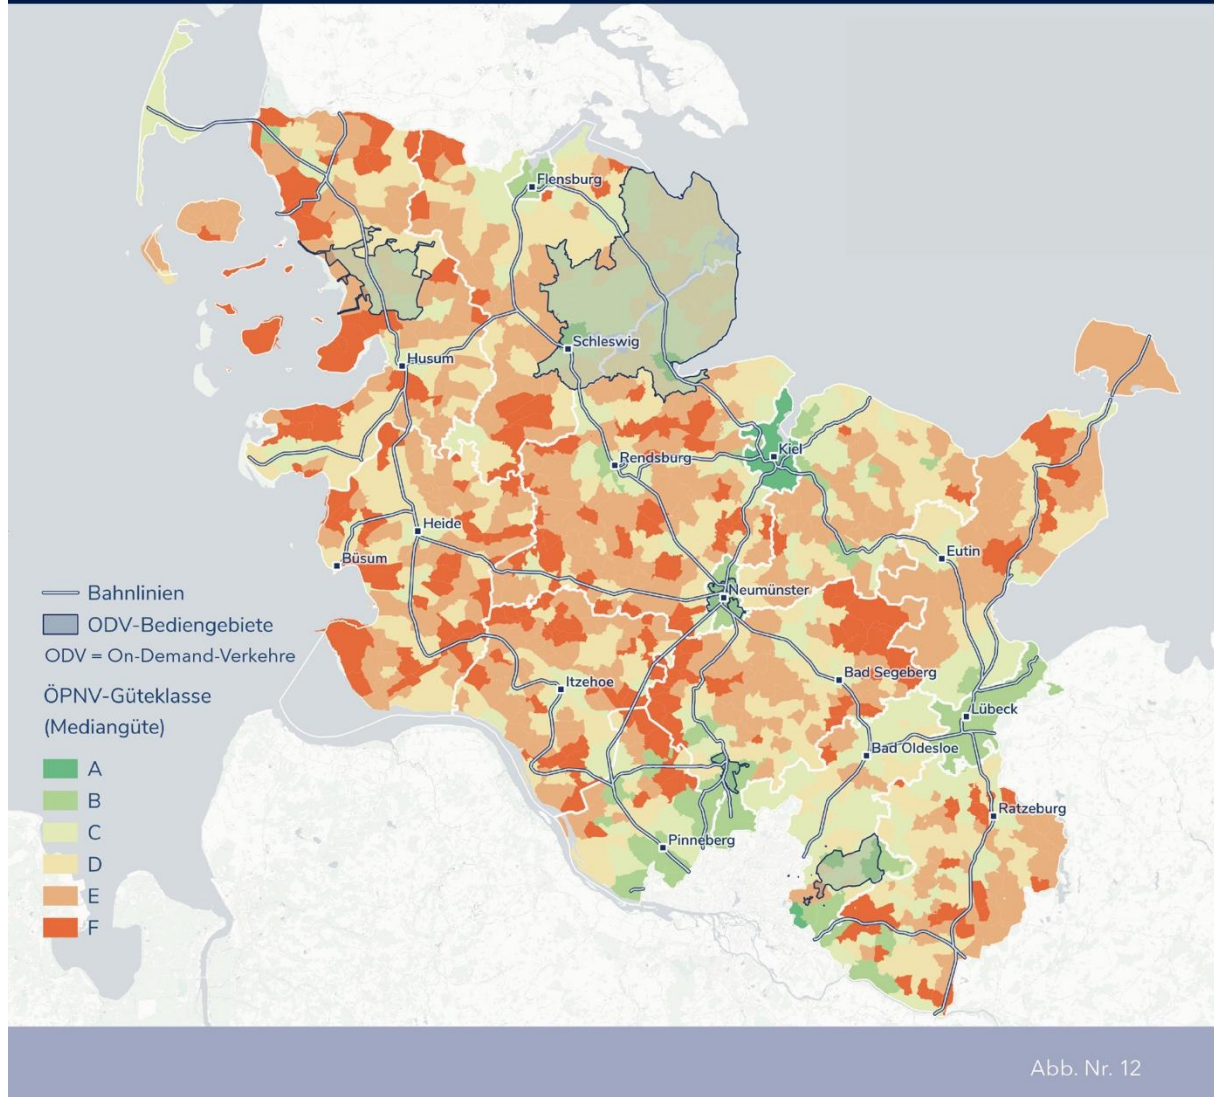 Flensburg
Schleswig
Husum
Kiel
Rendsburg
Heide
Eutin
Büsum
Neumünster
Bahnlinien
ODV-Bediengebiete
ODV = On-Demand-Verkehre
ÖPNV-Güteklasse
(Mediangüte)
A
B
C
D
E
F
Bad Segeberg
Itzehoe
Lübeck
Bad Oldesloe
Ratzeburg
Pinneberg
Abb. Nr. 12